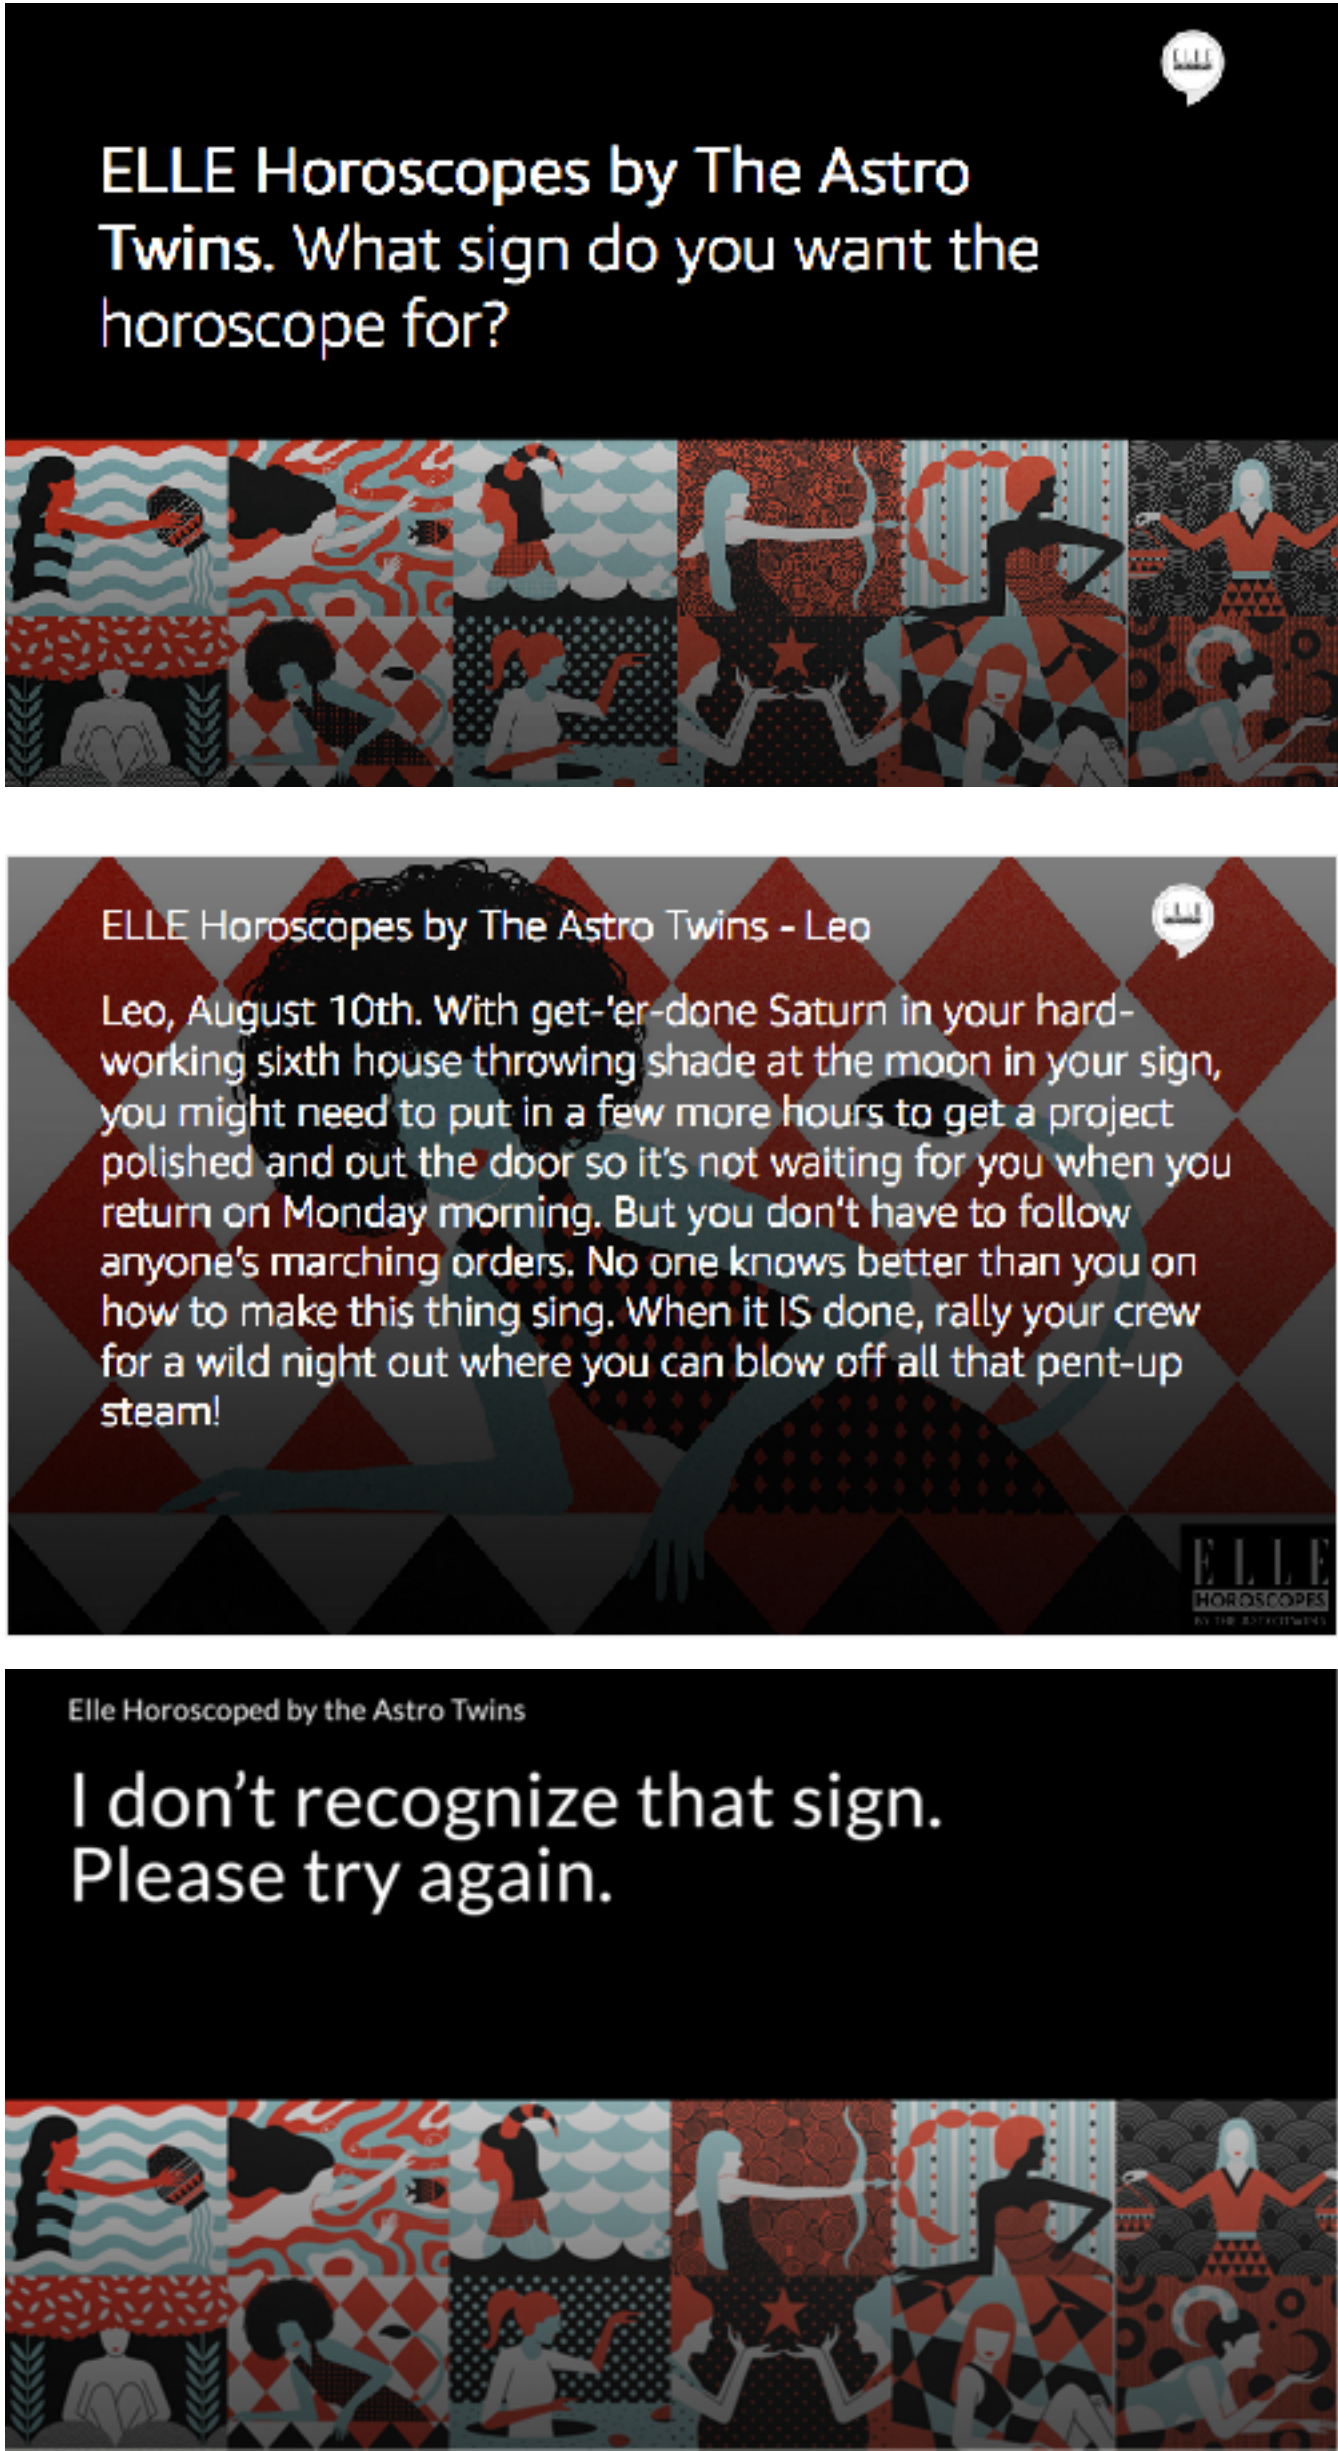 ELLE
ELLE Horoscopes by The Astro
Twins. What sign do you want the
horoscope for?
ELLE Horoscopes by The Astro Twins - Leo
ELLE
Leo, August 10th. With get-'er-done Saturn in your hard-
working sixth house throwing shade at the moon in your sign,
you might need to put in a few more hours to get a project
polished and out the door so it's not waiting for you when you
return on Monday morning. But you don't have to follow
anyone's marching orders. No one knows better than you on
how to make this thing sing. When it IS done, rally your crew
for a wild night out where you can blow off all that pent-up
steam!
ELLE
HOROSCOPES
BY THE ASTROTWINS
Elle Horoscoped by the Astro Twins
I don’t recognize that sign.
Please try again.